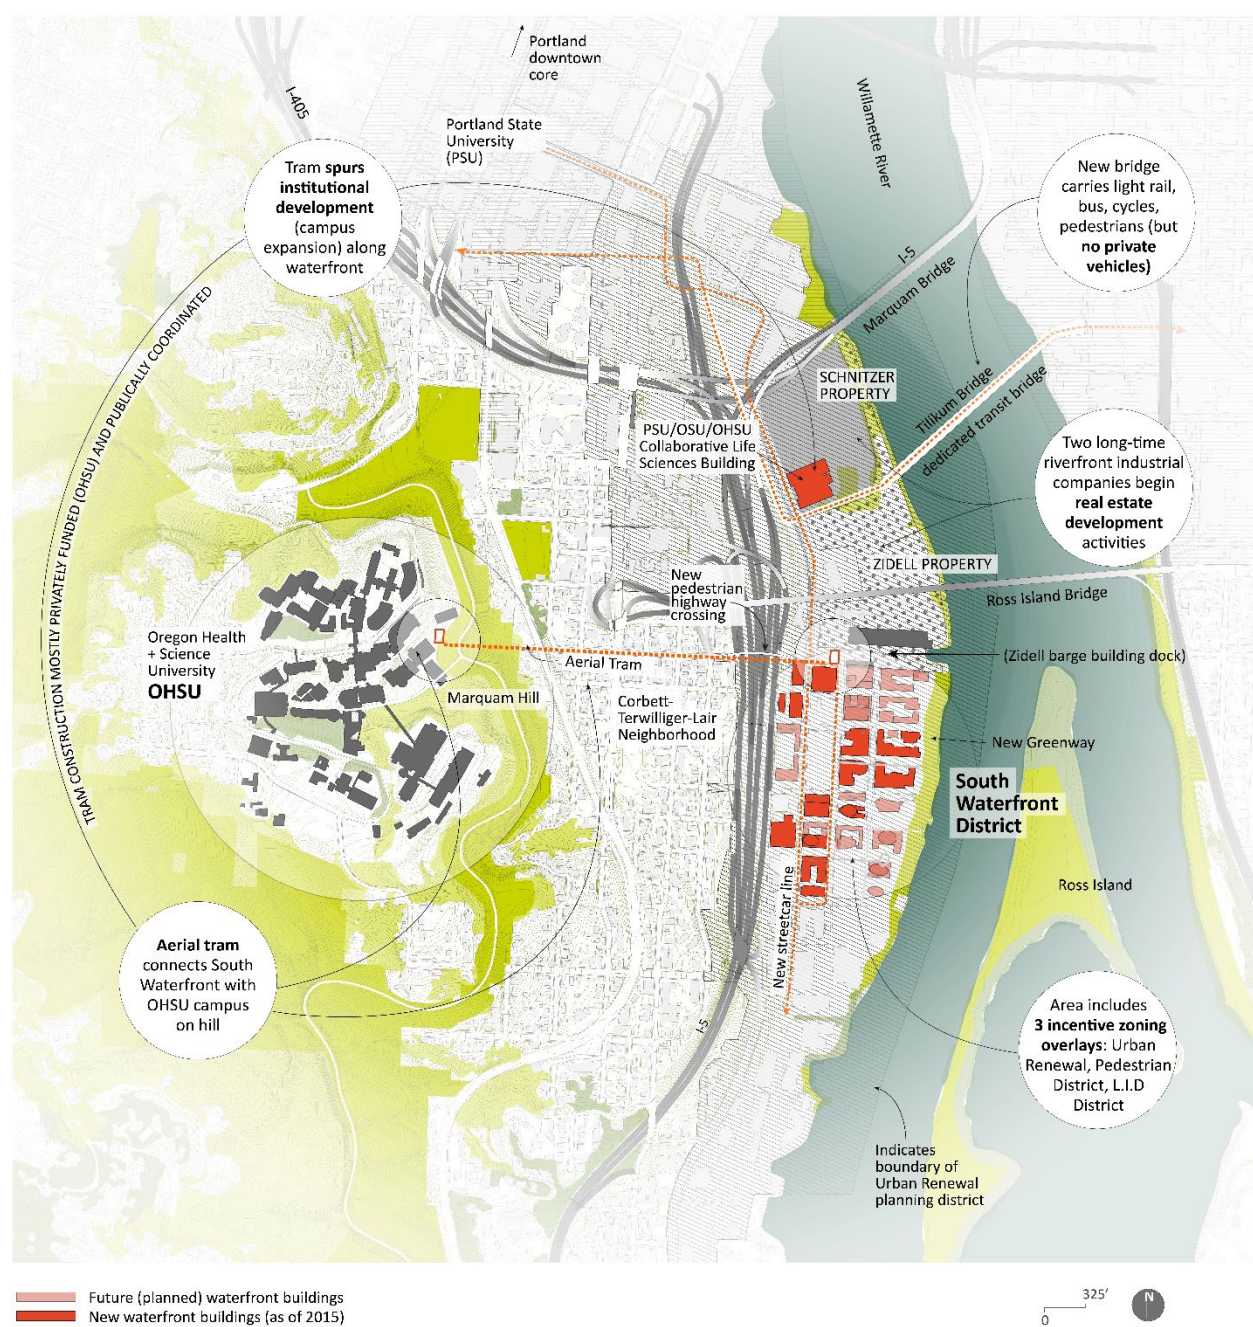 Portland
downtown
core
I-405
Portland State
University
(PSU)
Willamette River
Tram spurs
institutional
development
(campus
expansion) along
waterfront
New bridge
carries light rail,
bus, cycles,
pedestrians (but
no private
vehicles)
I-5
Marquam Bridge
TRAM CONSTRUCTION MOSTLY PRIVATELY FUNDED (OHSU) AND PUBLICALLY COORDINATED
SCHNITZER
PROPERTY
Tilikum Bridge
dedicated transit bridge
PSU/OSU/OHSU
Collaborative Life
Sciences Building
Two long-time
riverfront industrial
companies begin
real estate
development
activities
ZIDELL PROPERTY
New
pedestrian
highway
crossing
Ross Island Bridge
Oregon Health
+ Science
University
OHSU
Aerial Tram
(Zidell barge building dock)
Marquam Hill
Corbett-
Terwilliger-Lair
Neighborhood
New Greenway
South
Waterfront
District
Ross Island
New streetcar line
Aerial tram
connects South
Waterfront with
OHSU campus
on hill
I-5
Area includes
3 incentive zoning
overlays: Urban
Renewal, Pedestrian
District, L.I.D
District
Indicates
boundary of
Urban Renewal
planning district
Future (planned) waterfront buildings
New waterfront buildings (as of 2015)
325'
0
N